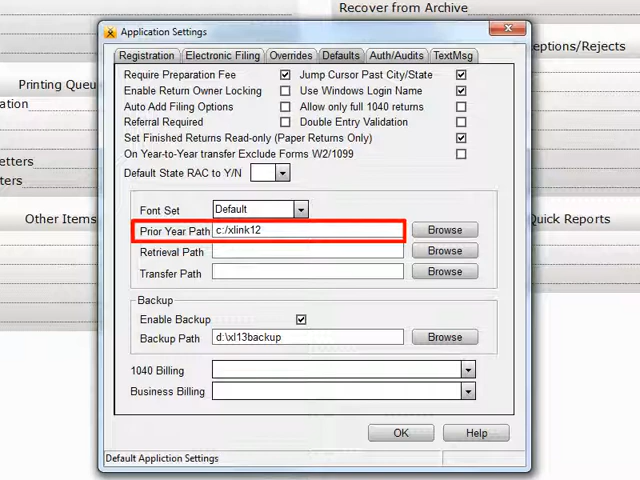 Recover from Archive
Application Settings
eptions/Rejects
Registration Electronic Filing Overrides Defaults Auth/Audits TextMsg
Printing Queu
Require Preparation Fee Jump Cursor Past City/State
Enable Return Owner Locking Use Windows Login Name
ation
Auto Add Filing Options Allow only full 1040 returns
Referral Required Double Entry Validation
Set Finished Returns Read-only (Paper Returns Only)
etters
On Year-to-Year transfer Exclude Forms W2/1099
ters
Default State RAC to Y/N
Font Set Default
Other Items
Quick Reports
Prior Year Path c:/xlink12 Browse
Retrieval Path Browse
Transfer Path Browse
Backup
Enable Backup
Backup Path d:\xl13backup Browse
1040 Billing
Business Billing
OK Help
Default Appliction Settings